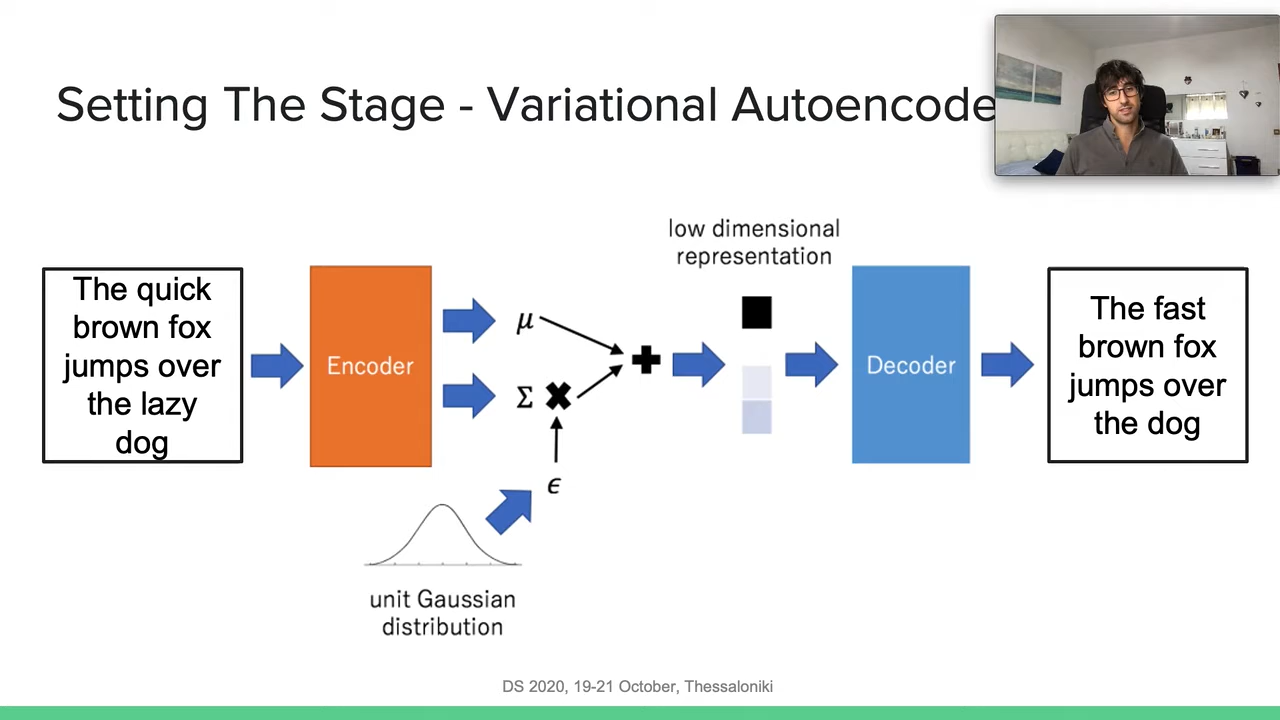 Setting The Stage - Variational Autoencode
low dimensional
representation
The quick
brown fox
jumps over
the lazy
dog
Encoder
μ
Σ
ϵ
Decoder
The fast
brown fox
jumps over
the dog
unit Gaussian
distribution
DS 2020, 19-21 October, Thessaloniki